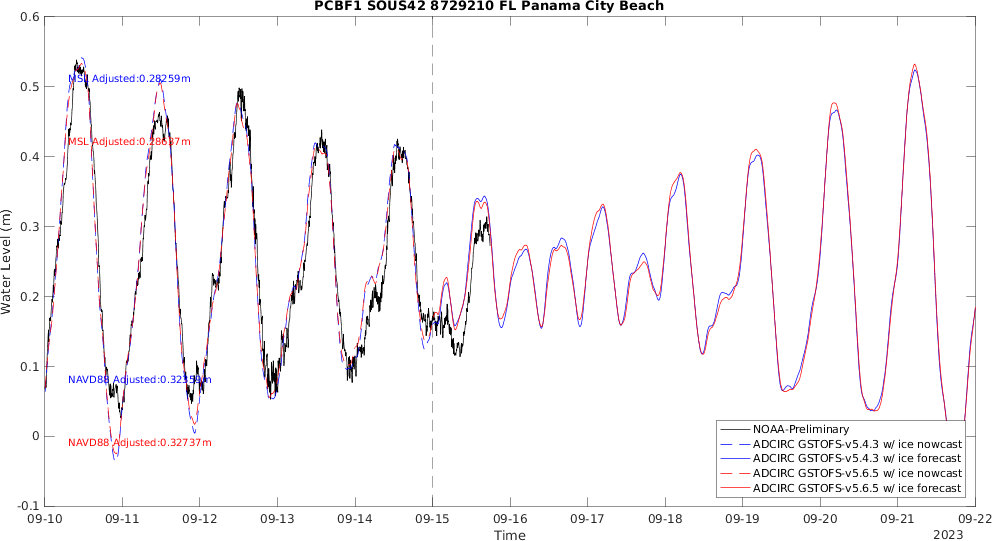 PCBF1 SOUS42 8729210 FL Panama City Beach
0.6
0.5
0.4
0.3
0.2
0.1
0
-0.1
Water Level (m)
MSL Adjusted:0.28259m
MSL Adjusted:0.28637m
NAVD88 Adjusted:0.32359m
NAVD88 Adjusted:0.32737m
NOAA-Preliminary
ADCIRC GSTOFS-v5.4.3 w/ ice nowcast
ADCIRC GSTOFS-v5.4.3 w/ ice forecast
ADCIRC GSTOFS-v5.6.5 w/ ice nowcast
ADCIRC GSTOFS-v5.6.5 w/ ice forecast
09-10 09-11 09-12 09-13 09-14 09-15 09-16 09-17 09-18 09-19 09-20 09-21 09-22
Time
2023